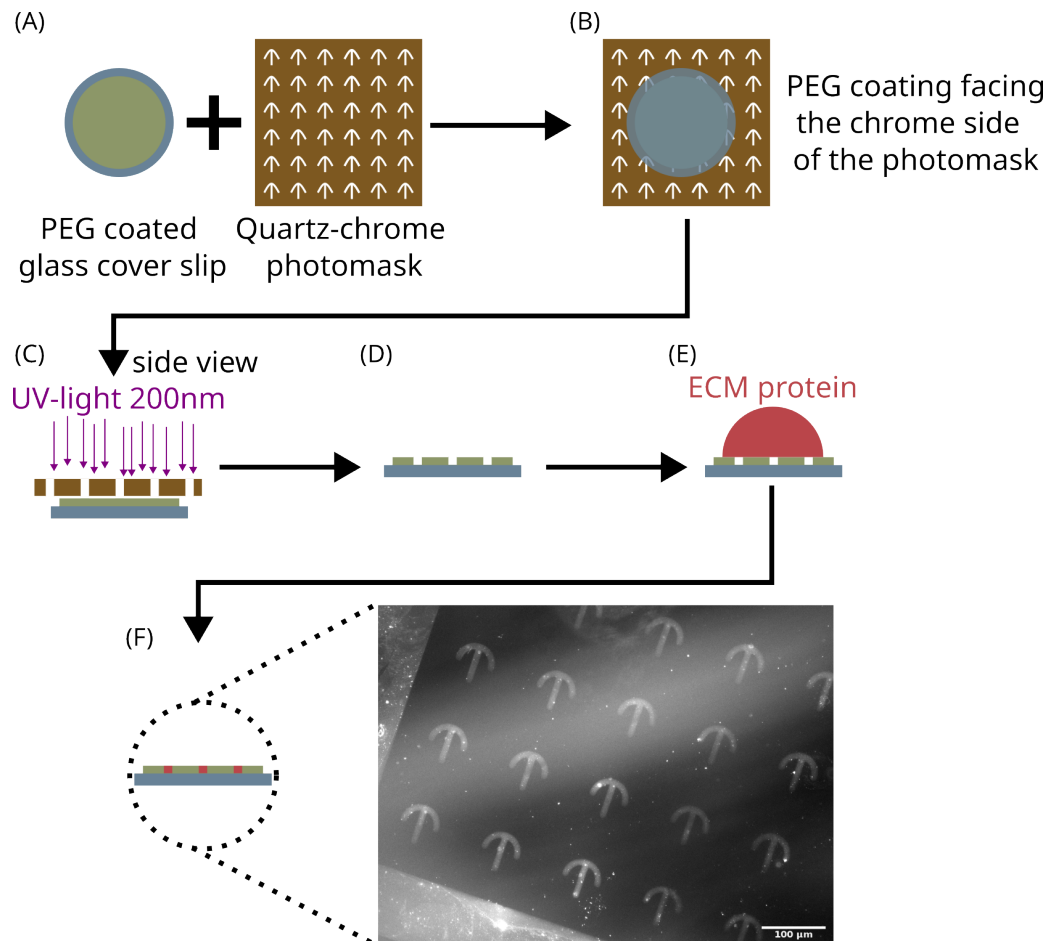 (A)
(B)
PEG coating facing
the chrome side
of the photomask
PEG coated
glass cover slip
Quartz-chrome
photomask
(C)
side view
UV-light 200nm
(D)
(E)
ECM protein
(F)
100 µm